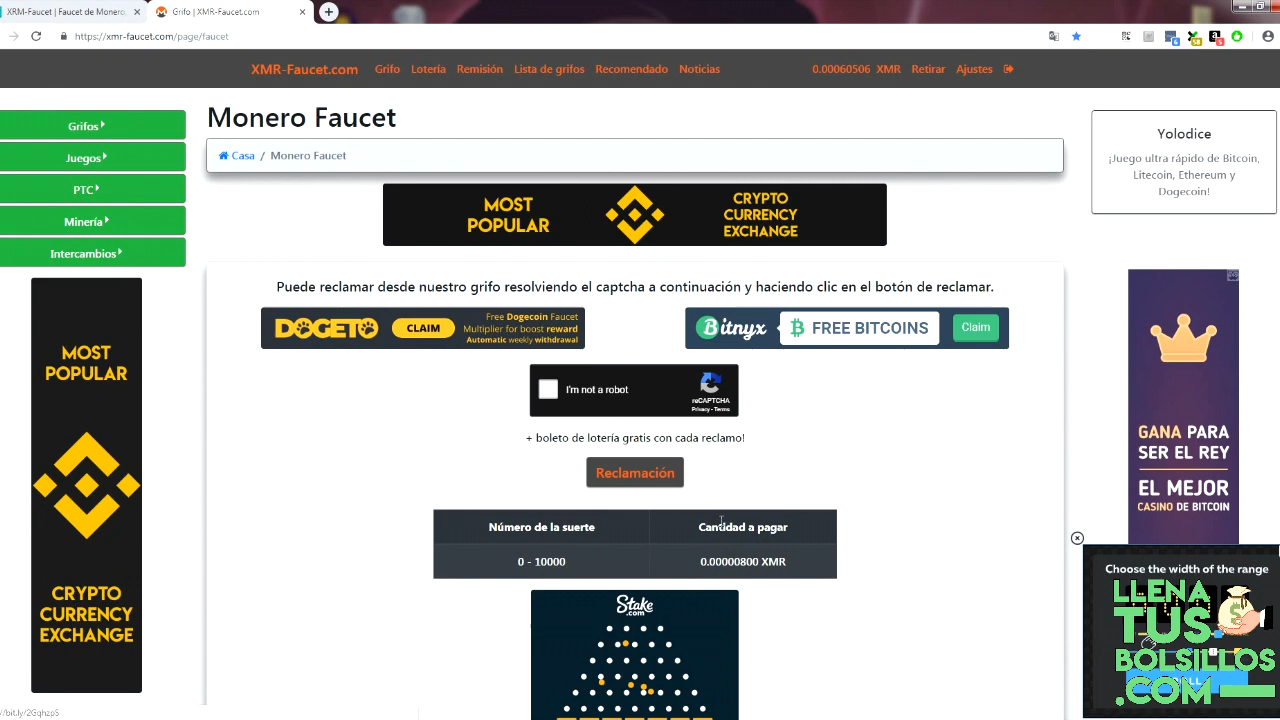 XRM-Faucet | Faucet de Monero,
Grifo | XMR-Faucet.com
https://xmr-faucet.com/page/faucet
XMR-Faucet.com Grifo Lotería Remisión Lista de grifos Recomendado Noticias 0.00060506 XMR Retirar Ajustes
Grifos
Juegos
PTC
Minería
Intercambios
MOST
POPULAR
CRYPTO
CURRENCY
EXCHANGE
Monero Faucet
Casa / Monero Faucet
MOST
POPULAR
CRYPTO
CURRENCY
EXCHANGE
Puede reclamar desde nuestro grifo resolviendo el captcha a continuación y haciendo clic en el botón de reclamar.
DOGETO
CLAIM
Free Dogecoin Faucet
Multiplier for boost reward
Automatic weekly withdrawal
Bitnyx
FREE BITCOINS
Claim
I'm not a robot
reCAPTCHA
Privacy - Terms
+ boleto de lotería gratis con cada reclamo!
Reclamación
Número de la suerte Cantidad a pagar
0 - 10000 0.00000800 XMR
Stake
.com
Yolodice
¡Juego ultra rápido de Bitcoin,
Litecoin, Ethereum y
Dogecoin!
GANA PARA
SER EL REY
EL MEJOR
CASINO DE BITCOIN
Choose the width of the range
LLENA
TUS
BOLSILLOS
.COM
//bit.ly/2GqhzpS